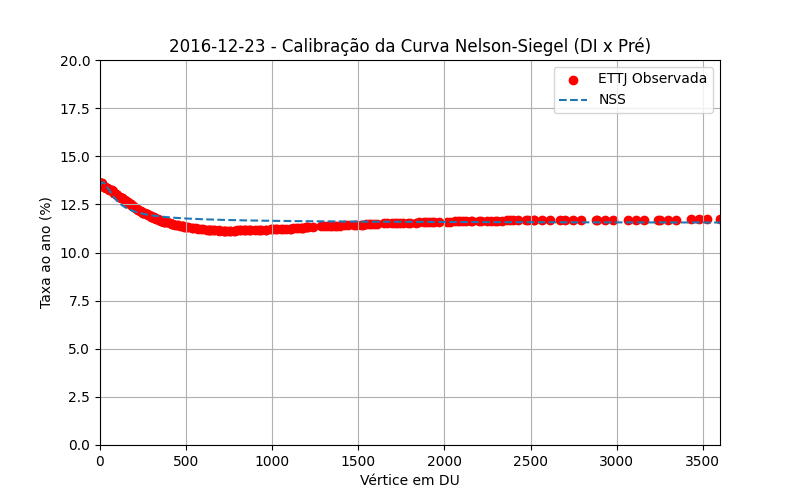 2016-12-23 - Calibração da Curva Nelson-Siegel (DI x Pré)
ETTJ Observada
NSS
Taxa ao ano (%)
20.0
17.5
15.0
12.5
10.0
7.5
5.0
2.5
0.0
0 500 1000 1500 2000 2500 3000 3500
Vértice em DU